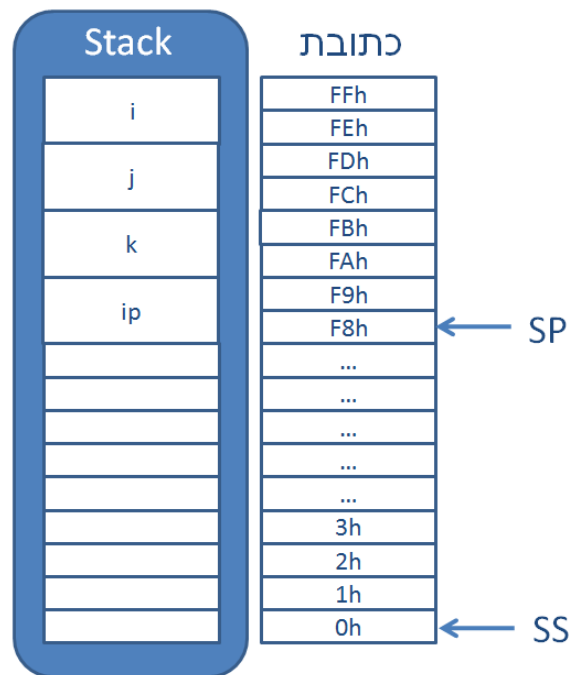 Stack כתובת
i FFh
FEh
j FDh
FCh
k FBh
FAh
ip F9h
F8h SP
...
...
...
...
...
3h
2h
1h
0h SS